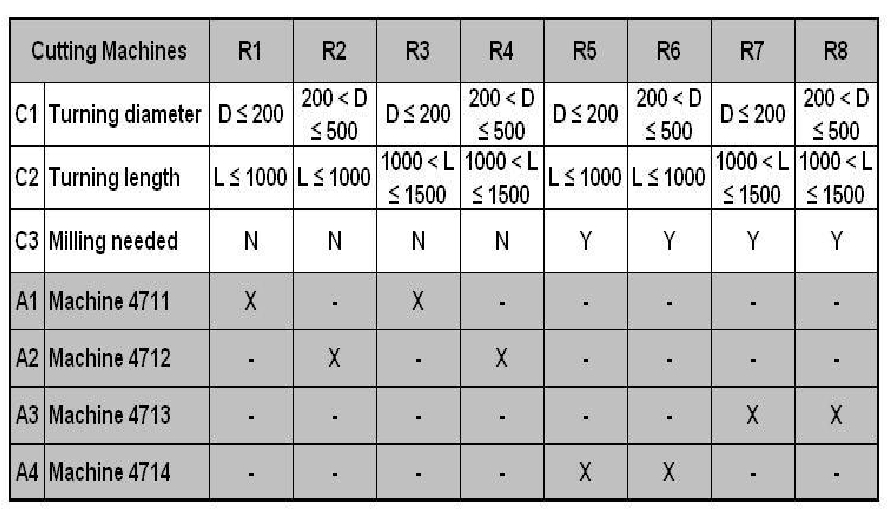 Cutting Machines R1 R2 R3 R4 R5 R6 R7 R8
C1 Turning diameter D ≤ 200 200 < D ≤ 500 D ≤ 200 200 < D ≤ 500 D ≤ 200 200 < D ≤ 500 D ≤ 200 200 < D ≤ 500
C2 Turning length L ≤ 1000 L ≤ 1000 1000 < L ≤ 1500 1000 < L ≤ 1500 L ≤ 1000 L ≤ 1000 1000 < L ≤ 1500 1000 < L ≤ 1500
C3 Milling needed N N N N Y Y Y Y
A1 Machine 4711 X - X - - - - -
A2 Machine 4712 - X - X - - - -
A3 Machine 4713 - - - - - - X X
A4 Machine 4714 - - - - X X - -